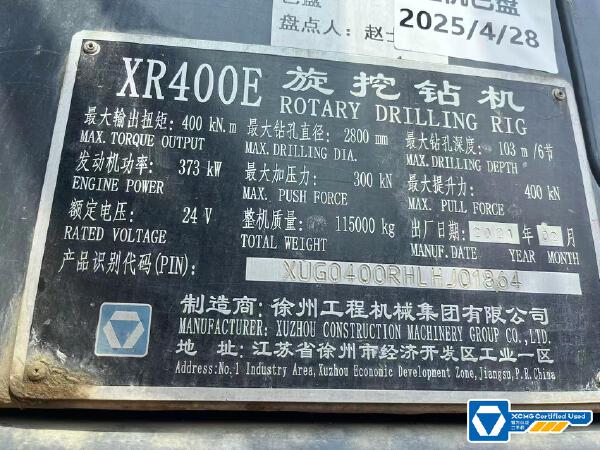 盘点人：赵
2025/4/28
XR400E 旋挖钻机
ROTARY DRILLING RIG
最大输出扭矩: 400 kN.m 最大钻孔直径: 2800 mm 最大钻孔深度: 103 m/6节
MAX. TORQUE OUTPUT MAX. DRILLING DIA. MAX. DRILLING DEPTH
发动机功率: 373 kW 最大加压力: 300 kN 最大提升力: 400 kN
ENGINE POWER MAX. PUSH FORCE MAX. PULL FORCE
额定电压: 24 V 整机质量: 115000 kg 出厂日期: 2021 年 02 月
RATED VOLTAGE TOTAL WEIGHT MANUF. DATE YEAR MONTH
产品识别代码(PIN): XUG0400RHLHJ01864
制造商:徐州工程机械集团有限公司
MANUFACTURER: XUZHOU CONSTRUCTION MACHINERY GROUP CO.,LTD.
地 址:江苏省徐州市经济开发区工业一区
Address:No.1 Industry Area, Xuzhou Economic Development Zone, Jiangsu, P.R.China
XCMG Certified Used